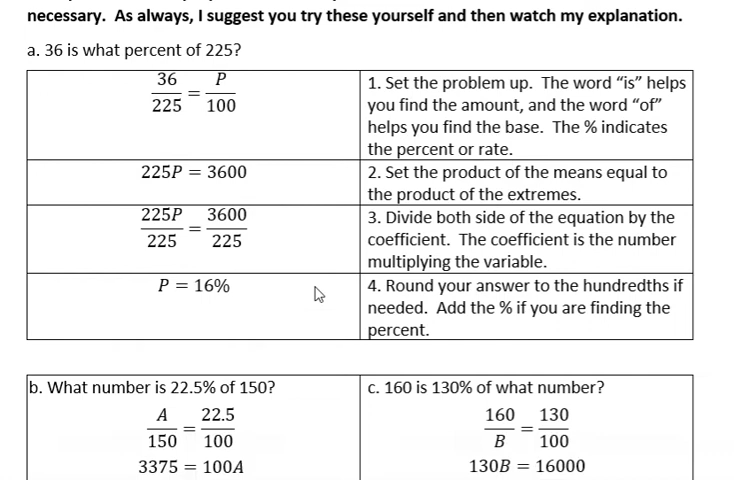 necessary.  As always, I suggest you try these yourself and then watch my explanation.
a. 36 is what percent of 225?
36/225 = P/100
1. Set the problem up.  The word “is” helps
you find the amount, and the word “of”
helps you find the base.  The % indicates
the percent or rate.
225P = 3600
2. Set the product of the means equal to
the product of the extremes.
225P/225 = 3600/225
3. Divide both side of the equation by the
coefficient.  The coefficient is the number
multiplying the variable.
P = 16%
4. Round your answer to the hundredths if
needed.  Add the % if you are finding the
percent.
b. What number is 22.5% of 150?
A/150 = 22.5/100
3375 = 100A
c. 160 is 130% of what number?
160/B = 130/100
130B = 16000